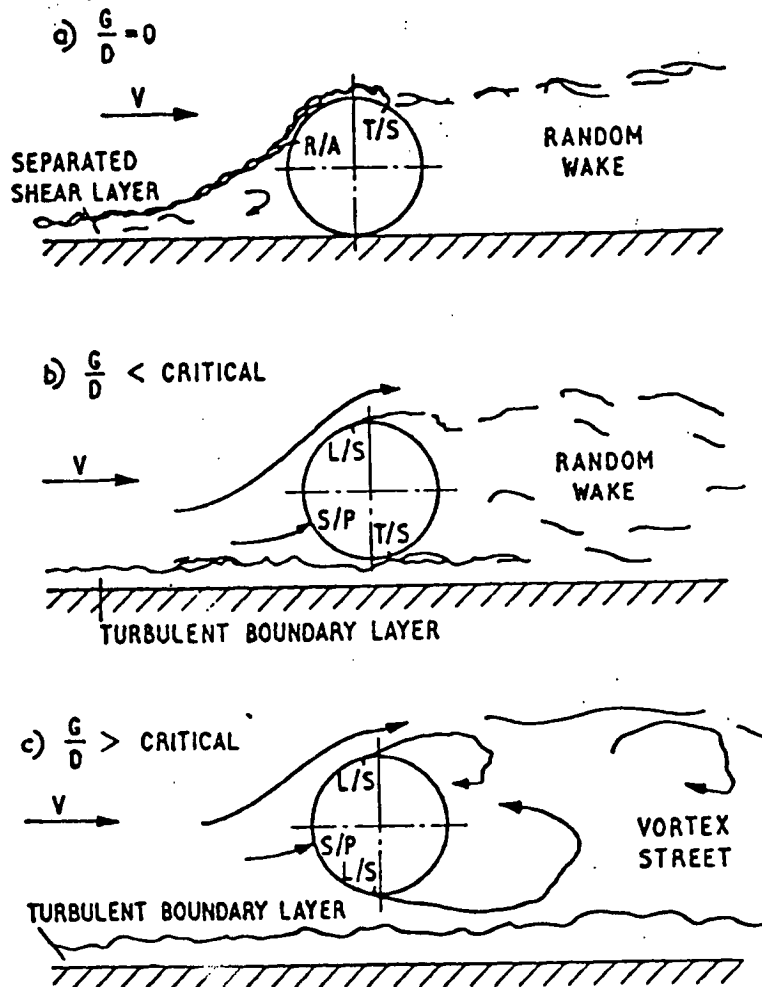 a) G/D = 0
V
T/S
R/A
RANDOM
WAKE
SEPARATED
SHEAR LAYER
b) G/D < CRITICAL
L/S
V
RANDOM
WAKE
S/P
T/S
TURBULENT BOUNDARY LAYER
c) G/D > CRITICAL
L/S
V
S/P
L/S
VORTEX
STREET
TURBULENT BOUNDARY LAYER